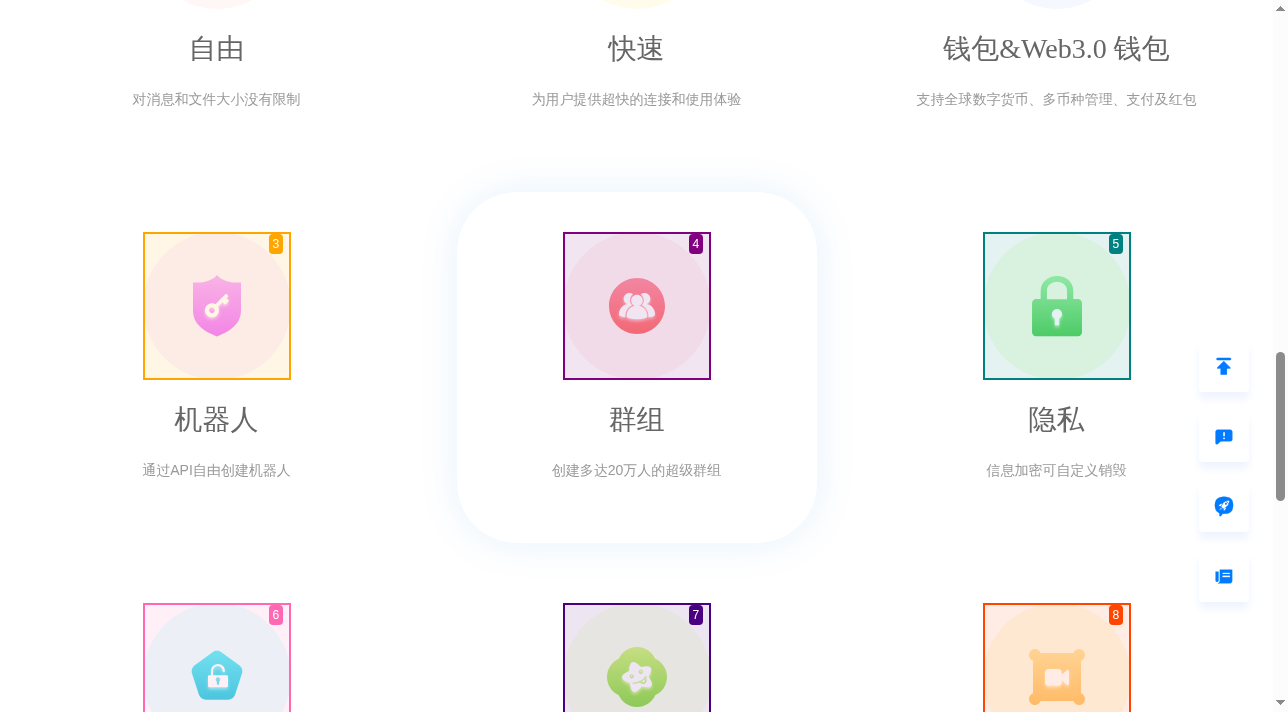 自由
快速
钱包&Web3.0 钱包
对消息和文件大小没有限制
为用户提供超快的连接和使用体验
支持全球数字货币、多币种管理、支付及红包
3
4
5
机器人
群组
隐私
通过API自由创建机器人
创建多达20万人的超级群组
信息加密可自定义销毁
6
7
8